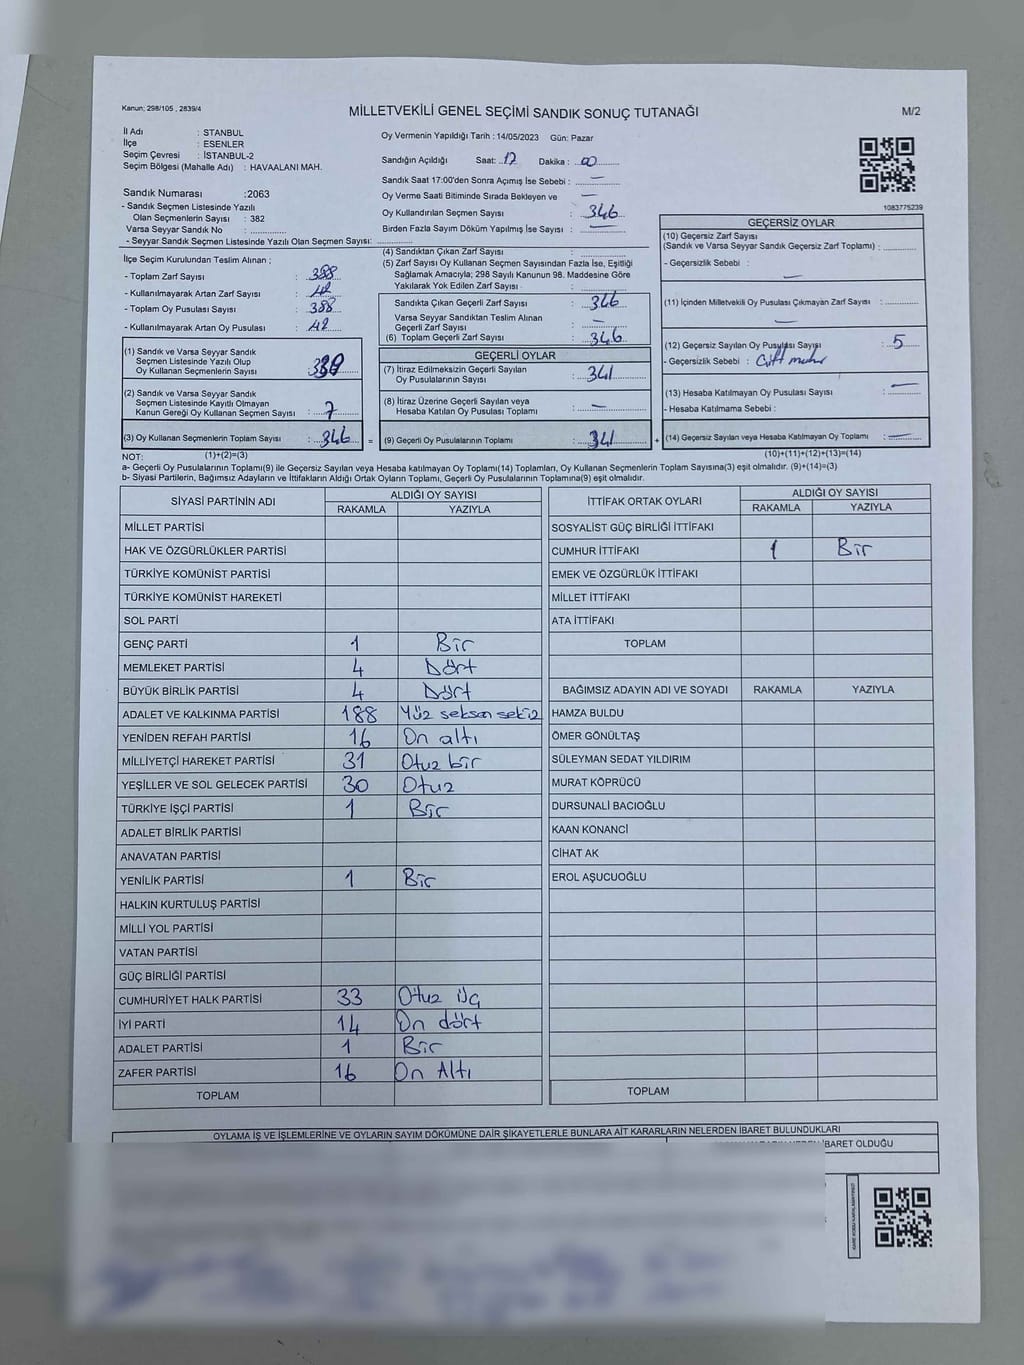 Kanun: 298/105 , 2839/4
MİLLETVEKİLİ GENEL SEÇİMİ SANDIK SONUÇ TUTANAĞI
M/2
İl Adı : STANBUL
İlçe : ESENLER
Seçim Çevresi : İSTANBUL-2
Seçim Bölgesi (Mahalle Adı) : HAVAALANI MAH.
Sandık Numarası :2063
- Sandık Seçmen Listesinde Yazılı
Olan Seçmenlerin Sayısı : 382
Varsa Seyyar Sandık No : ............
- Seyyar Sandık Seçmen Listesinde Yazılı Olan Seçmen Sayısı: ............
Oy Vermenin Yapıldığı Tarih : 14/05/2023 Gün: Pazar
Sandığın Açıldığı Saat: 17 Dakika : 00
Sandık Saat 17:00'den Sonra Açımış İse Sebebi : —
Oy Verme Saati Bitiminde Sırada Bekleyen ve —
Oy Kullandırılan Seçmen Sayısı : 346
Birden Fazla Sayım Döküm Yapılmış İse Sayısı : —
1083775239
İlçe Seçim Kurulundan Teslim Alınan ;
- Toplam Zarf Sayısı : 388
- Kullanılmayarak Artan Zarf Sayısı : 42
- Toplam Oy Pusulası Sayısı : 388
- Kullanılmayarak Artan Oy Pusulası : 42
(1) Sandık ve Varsa Seyyar Sandık
Seçmen Listesinde Yazılı Olup
Oy Kullanan Seçmenlerin Sayısı :
(2) Sandık ve Varsa Seyyar Sandık
Seçmen Listesinde Kayıtlı Olmayan
Kanun Gereği Oy Kullanan Seçmen Sayısı : 7
(3) Oy Kullanan Seçmenlerin Toplam Sayısı : 346 =
(4) Sandıktan Çıkan Zarf Sayısı :
(5) Zarf Sayısı Oy Kullanan Seçmen Sayısından Fazla İse, Eşitliği
Sağlamak Amacıyla; 298 Sayılı Kanunun 98. Maddesine Göre
Yakılarak Yok Edilen Zarf Sayısı :
Sandıkta Çıkan Geçerli Zarf Sayısı : 346
Varsa Seyyar Sandıktan Teslim Alınan
Geçerli Zarf Sayısı : —
(6) Toplam Geçerli Zarf Sayısı : 346
GEÇERLİ OYLAR
(7) İtiraz Edilmeksizin Geçerli Sayılan
Oy Pusulalarının Sayısı : 341
(8) İtiraz Üzerine Geçerli Sayılan veya
Hesaba Katılan Oy Pusulası Toplamı : —
(9) Geçerli Oy Pusulalarının Toplamı : 341 +
GEÇERSİZ OYLAR
(10) Geçersiz Zarf Sayısı
(Sandık ve Varsa Seyyar Sandık Geçersiz Zarf Toplamı) : ............
- Geçersizlik Sebebi :
—
(11) İçinden Milletvekili Oy Pusulası Çıkmayan Zarf Sayısı : ............
—
(12) Geçersiz Sayılan Oy Pusulası Sayısı : 5
- Geçersizlik Sebebi : Çift mühür
(13) Hesaba Katılmayan Oy Pusulası Sayısı : —
- Hesaba Katılmama Sebebi :
(14) Geçersiz Sayılan veya Hesaba Katılmayan Oy Toplamı : —
NOT: (1)+(2)=(3) (10)+(11)+(12)+(13)=(14)
a- Geçerli Oy Pusulalarının Toplamı(9) ile Geçersiz Sayılan veya Hesaba katılmayan Oy Toplamı(14) Toplamları, Oy Kullanan Seçmenlerin Toplam Sayısına(3) eşit olmalıdır. (9)+(14)=(3)
b- Siyasi Partilerin, Bağımsız Adayların ve İttifakların Aldığı Ortak Oyların Toplamı, Geçerli Oy Pusulalarının Toplamına(9) eşit olmalıdır.
SİYASİ PARTİNİN ADI ALDIĞI OY SAYISI
RAKAMLA YAZIYLA
MİLLET PARTİSİ
HAK VE ÖZGÜRLÜKLER PARTİSİ
TÜRKİYE KOMÜNİST PARTİSİ
TÜRKİYE KOMÜNİST HAREKETİ
SOL PARTİ
GENÇ PARTİ 1 Bir
MEMLEKET PARTİSİ 4 Dört
BÜYÜK BİRLİK PARTİSİ 4 Dört
ADALET VE KALKINMA PARTİSİ 188 Yüz seksen sekiz
YENİDEN REFAH PARTİSİ 16 On altı
MİLLİYETÇİ HAREKET PARTİSİ 31 Otuz bir
YEŞİLLER VE SOL GELECEK PARTİSİ 30 Otuz
TÜRKİYE İŞÇİ PARTİSİ 1 Bir
ADALET BİRLİK PARTİSİ
ANAVATAN PARTİSİ
YENİLİK PARTİSİ 1 Bir
HALKIN KURTULUŞ PARTİSİ
MİLLİ YOL PARTİSİ
VATAN PARTİSİ
GÜÇ BİRLİĞİ PARTİSİ
CUMHURİYET HALK PARTİSİ 33 Otuz üç
İYİ PARTİ 14 On dört
ADALET PARTİSİ 1 Bir
ZAFER PARTİSİ 16 On Altı
TOPLAM
İTTİFAK ORTAK OYLARI ALDIĞI OY SAYISI
RAKAMLA YAZIYLA
SOSYALİST GÜÇ BİRLİĞİ İTTİFAKI
CUMHUR İTTİFAKI 1 Bir
EMEK VE ÖZGÜRLÜK İTTİFAKI
MİLLET İTTİFAKI
ATA İTTİFAKI
TOPLAM
BAĞIMSIZ ADAYIN ADI VE SOYADI RAKAMLA YAZIYLA
HAMZA BULDU
ÖMER GÖNÜLTAŞ
SÜLEYMAN SEDAT YILDIRIM
MURAT KÖPRÜCÜ
DURSUNALİ BACIOĞLU
KAAN KONANCİ
CİHAT AK
EROL AŞUCUOĞLU
TOPLAM
OYLAMA İŞ VE İŞLEMLERİNE VE OYLARIN SAYIM DÖKÜMÜNE DAİR ŞİKAYETLERLE BUNLARA AİT KARARLARIN NELERDEN İBARET BULUNDUKLARI
İBARET OLDUĞU